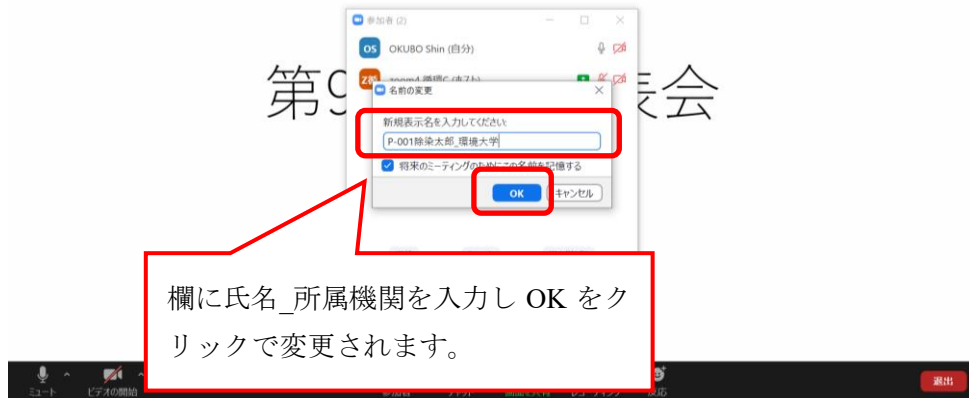 参加者 (2)
OS OKUBO Shin (自分)
第9
表会
名前の変更
新規表示名を入力してください:
P-001除染太郎_環境大学
将来のミーティングのためにこの名前を記憶する
OK キャンセル
欄に氏名_所属機関を入力し OK をク
リックで変更されます。
ミュート ビデオの開始 反応 退出